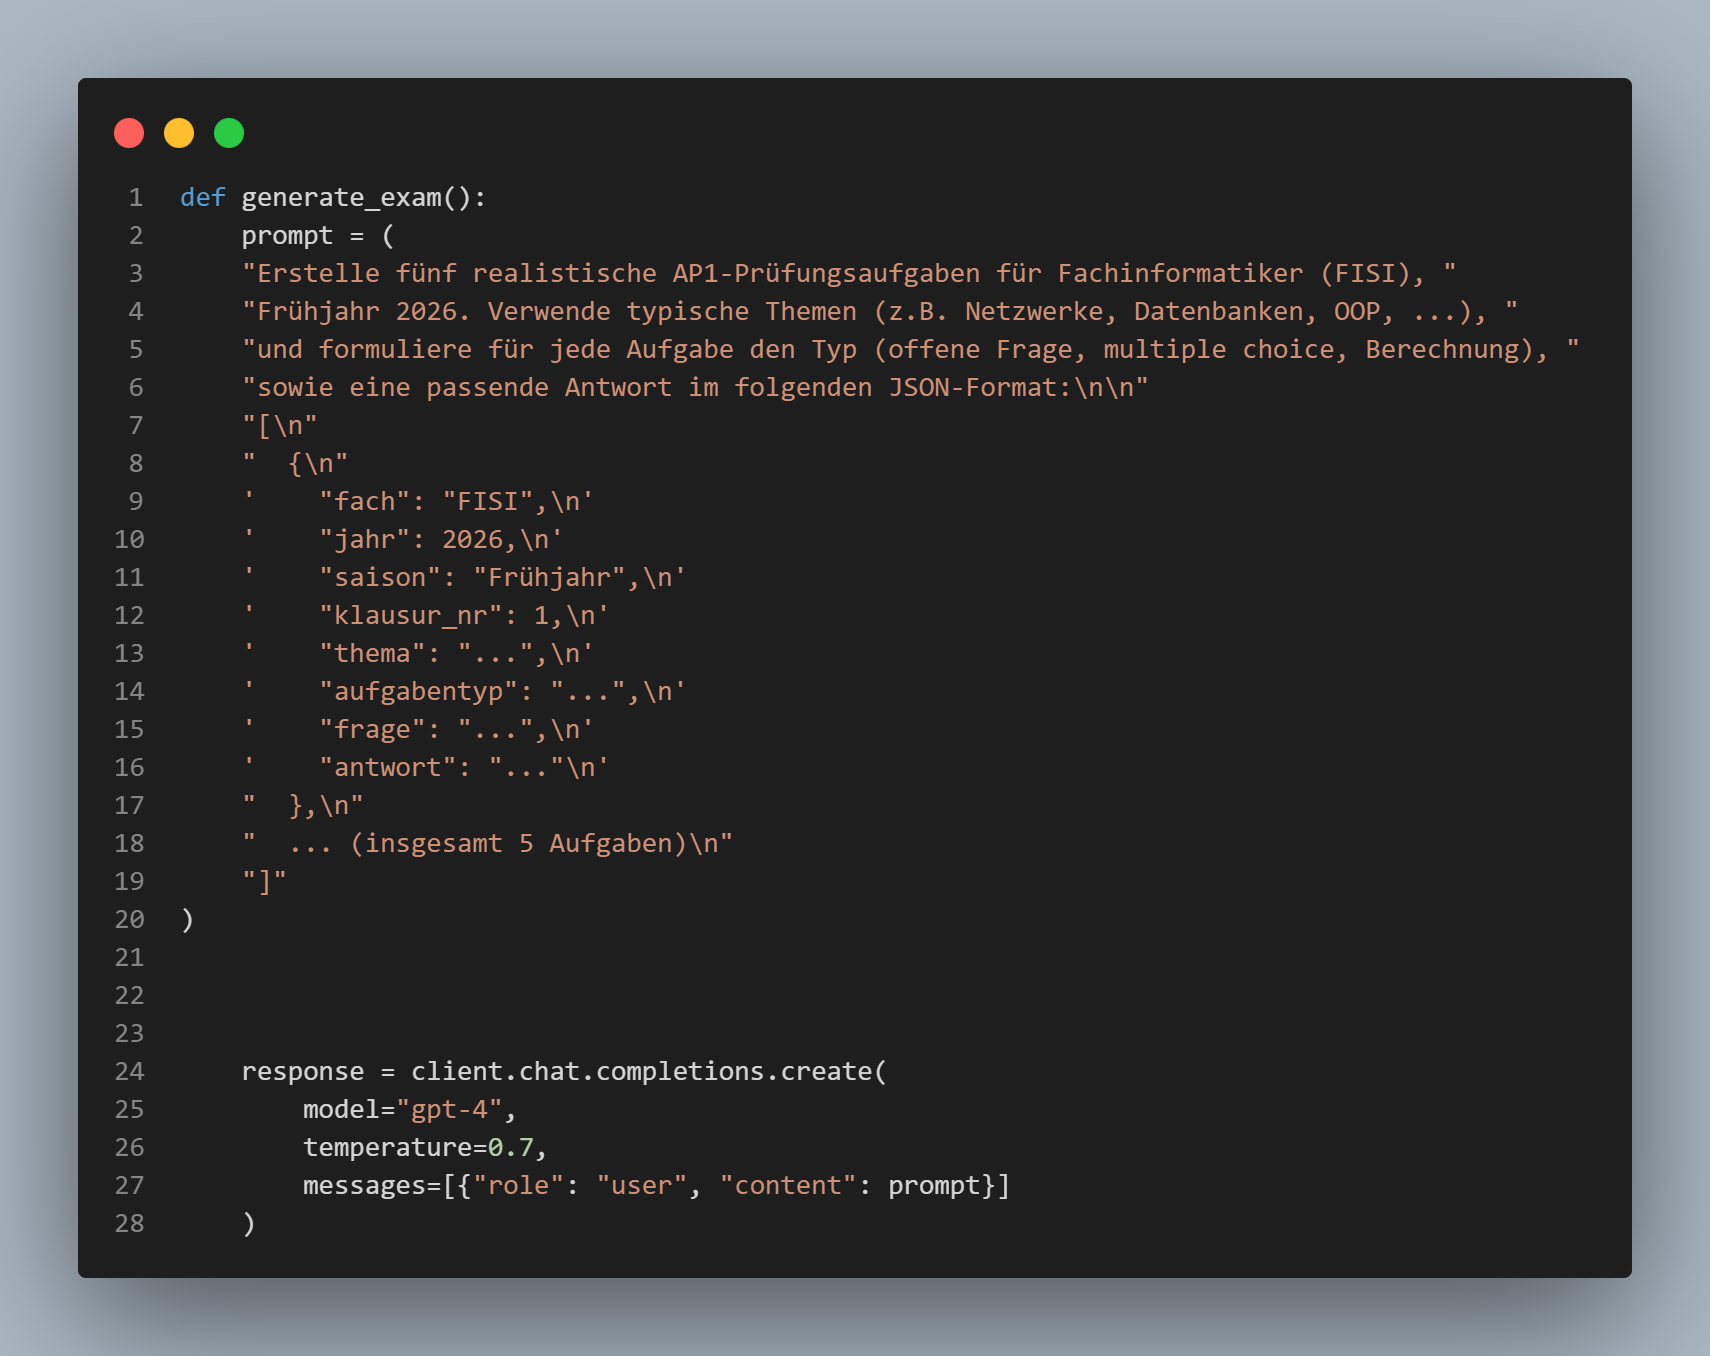 1 def generate_exam():
2     prompt = (
3     "Erstelle fünf realistische AP1-Prüfungsaufgaben für Fachinformatiker (FISI), "
4     "Frühjahr 2026. Verwende typische Themen (z.B. Netzwerke, Datenbanken, OOP, ...), "
5     "und formuliere für jede Aufgabe den Typ (offene Frage, multiple choice, Berechnung), "
6     "sowie eine passende Antwort im folgenden JSON-Format:\n\n"
7     "[\n"
8     "  {\n"
9     '    "fach": "FISI",\n'
10     '    "jahr": 2026,\n'
11     '    "saison": "Frühjahr",\n'
12     '    "klausur_nr": 1,\n'
13     '    "thema": "...",\n'
14     '    "aufgabentyp": "...",\n'
15     '    "frage": "...",\n'
16     '    "antwort": "..."\n'
17     "  },\n"
18     "  ... (insgesamt 5 Aufgaben)\n"
19     "]"
20 )
21
22
23
24     response = client.chat.completions.create(
25         model="gpt-4",
26         temperature=0.7,
27         messages=[{"role": "user", "content": prompt}]
28     )